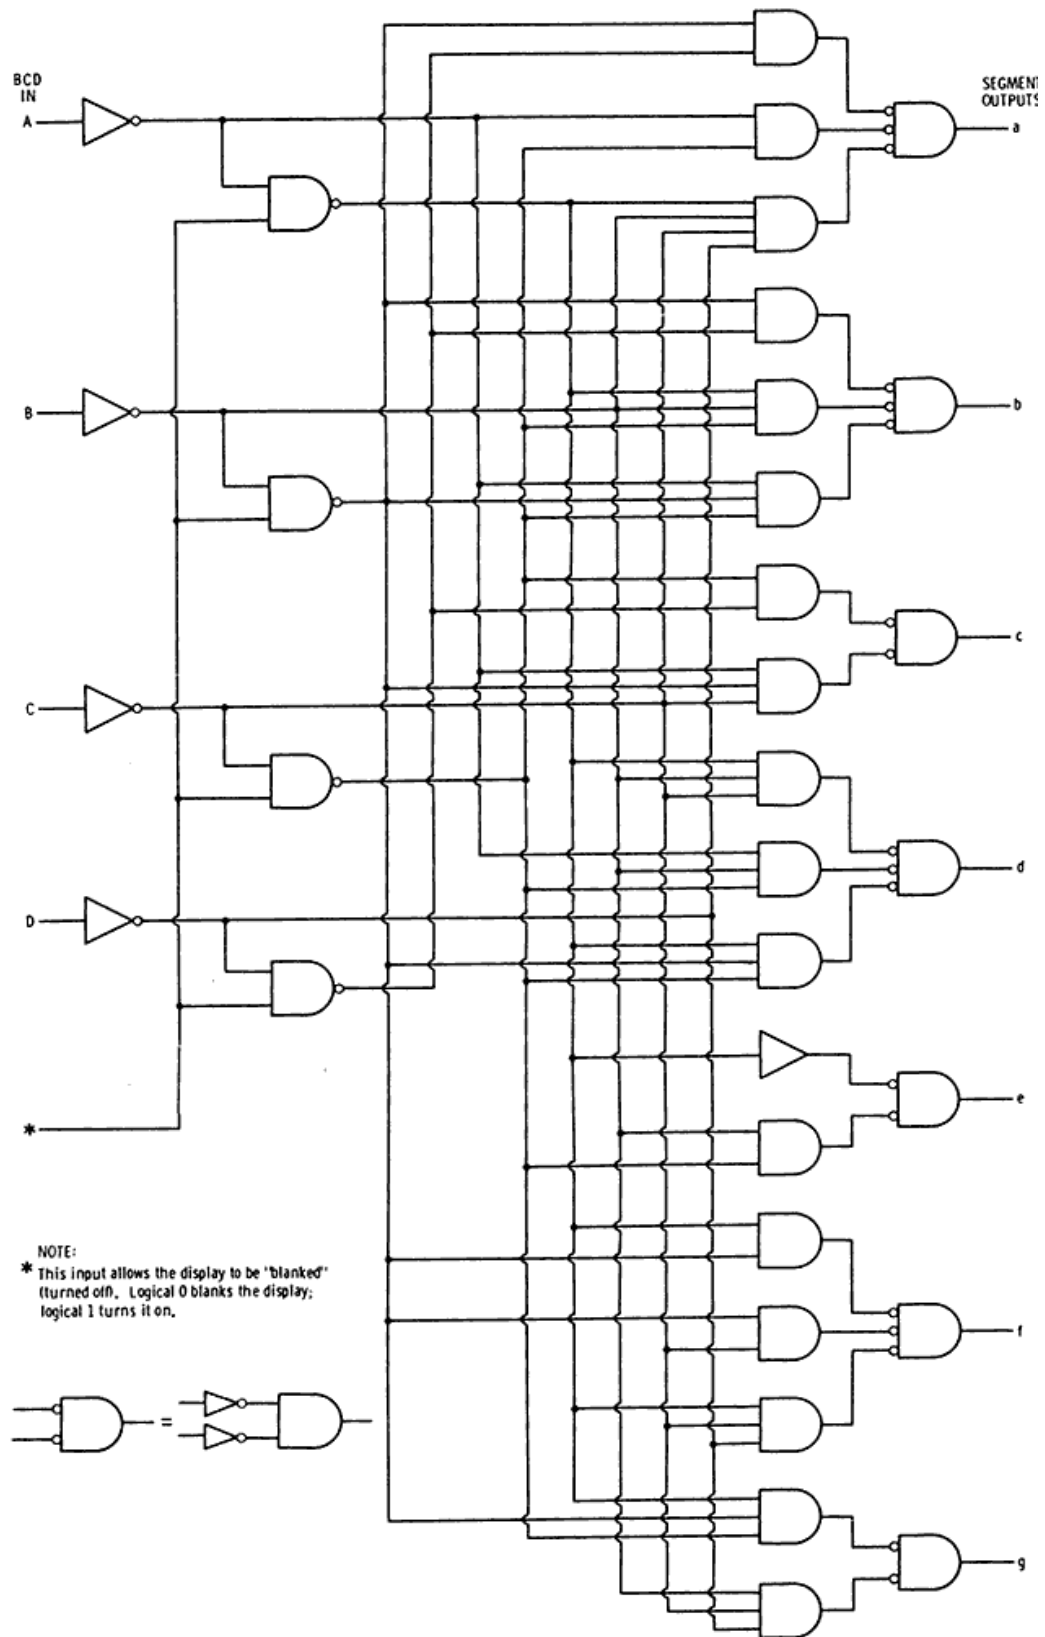 BCD
IN
A
SEGMENT
OUTPUTS
a
B
b
c
C
d
D
e
*
NOTE:
* This input allows the display to be "blanked"
(turned off). Logical 0 blanks the display;
logical 1 turns it on.
f
=
g